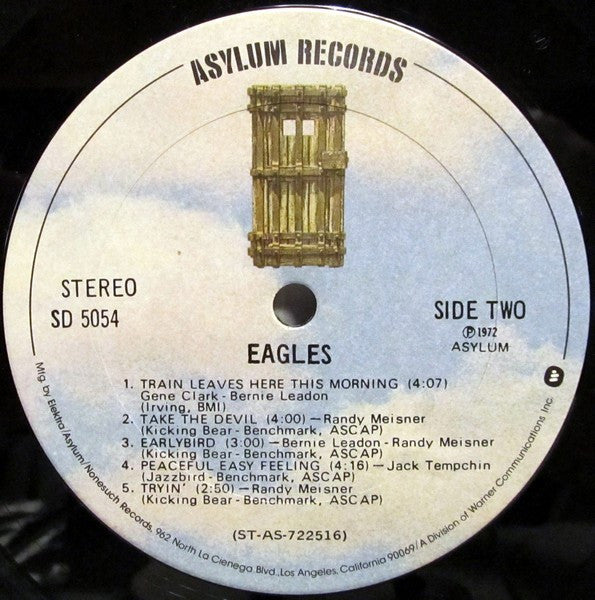 ASYLUM RECORDS
STEREO
SD 5054
SIDE TWO
Ⓟ 1972
ASYLUM
EAGLES
1. TRAIN LEAVES HERE THIS MORNING (4:07)
Gene Clark - Bernie Leadon
(Irving, BMI)
2. TAKE THE DEVIL (4:00) — Randy Meisner
(Kicking Bear - Benchmark, ASCAP)
3. EARLYBIRD (3:00) — Bernie Leadon - Randy Meisner
(Kicking Bear - Benchmark, ASCAP)
4. PEACEFUL EASY FEELING (4:16) — Jack Tempchin
(Jazzbird - Benchmark, ASCAP)
5. TRYIN' (2:50) — Randy Meisner
(Kicking Bear - Benchmark, ASCAP)
(ST-AS-722516)
Mfg. by Elektra/Asylum/Nonesuch Records, 962 North La Cienega Blvd., Los Angeles, California 90069/A Division of Warner Communications Inc.